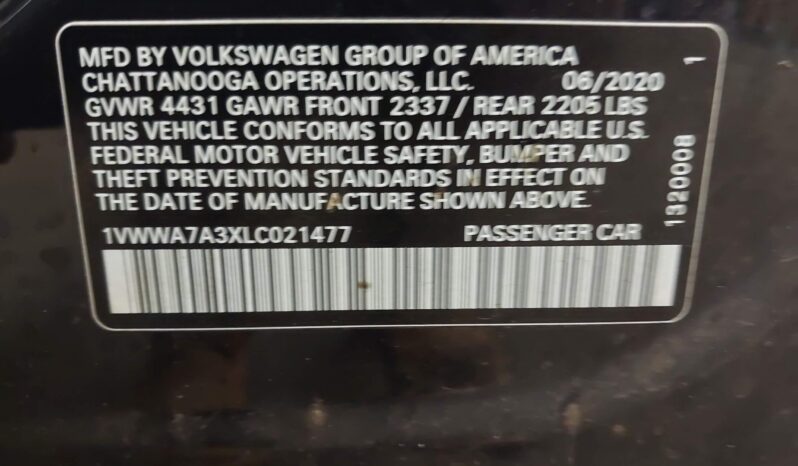 MFD BY VOLKSWAGEN GROUP OF AMERICA
CHATTANOOGA OPERATIONS, LLC. 06/2020
GVWR 4431 GAWR FRONT 2337 / REAR 2205 LBS
THIS VEHICLE CONFORMS TO ALL APPLICABLE U.S.
FEDERAL MOTOR VEHICLE SAFETY, BUMPER AND
THEFT PREVENTION STANDARDS IN EFFECT ON
THE DATE OF MANUFACTURE SHOWN ABOVE.
1VWWA7A3XLC021477 PASSENGER CAR
1320008 1